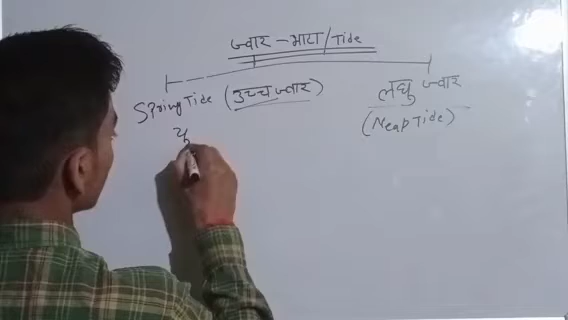 ज्वार - भाटा / Tide
Spring Tide (उच्च ज्वार)
लघु ज्वार
(Neap Tide)